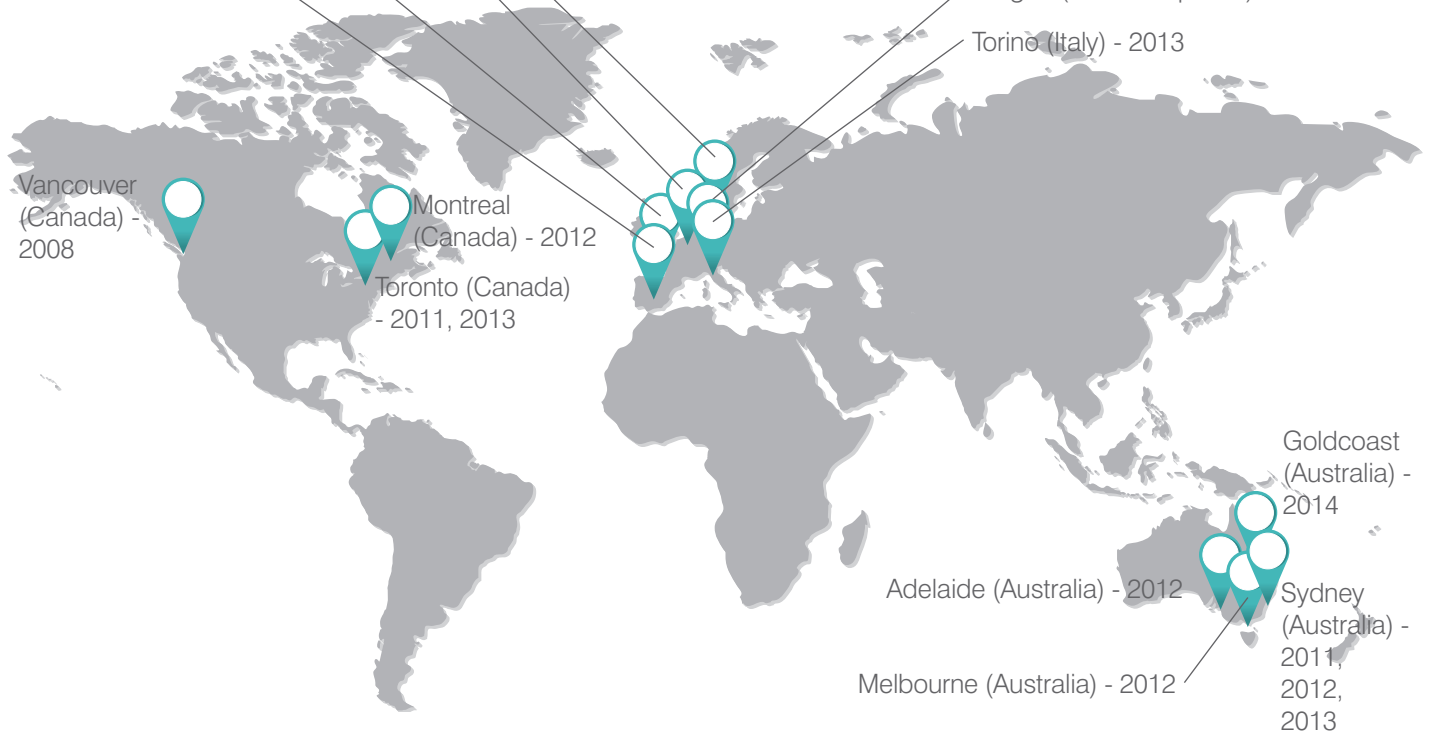 Torino (Italy) - 2013
Vancouver
(Canada) -
2008
Montreal
(Canada) - 2012
Toronto (Canada)
- 2011, 2013
Goldcoast
(Australia) -
2014
Adelaide (Australia) - 2012
Sydney
(Australia) -
2011,
2012,
2013
Melbourne (Australia) - 2012